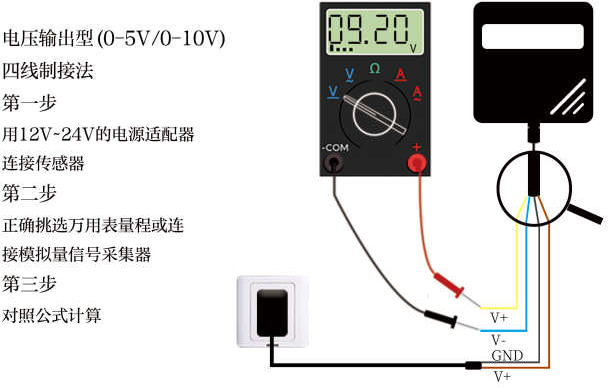 电压输出型(0-5V/0-10V)
四线制接法
第一步
用12V~24V的电源适配器
连接传感器
第二步
正确挑选万用表量程或连
接模拟量信号采集器
第三步
对照公式计算
09.20 V
Ω
V A
V A
-COM +
V+
V-
GND
V+